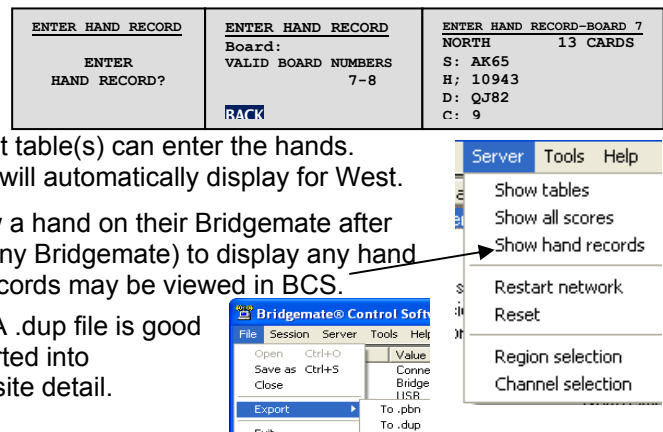 ENTER HAND RECORD
ENTER
HAND RECORD?
ENTER HAND RECORD
Board:
VALID BOARD NUMBERS
7-8
BACK
ENTER HAND RECORD-BOARD 7
NORTH 13 CARDS
S: AK65
H; 10943
D: QJ82
C: 9
t table(s) can enter the hands.
will automatically display for West.
a hand on their Bridgemate after
ny Bridgemate) to display any hand
cords may be viewed in BCS.
A .dup file is good
rted into
site detail.
Server Tools Help
Show tables
Show all scores
Show hand records
Restart network
Reset
Region selection
Channel selection
Bridgemate® Control Softw
File Session Server Tools Help
Open Ctrl+O
Save as Ctrl+S
Close
Export
Exit
Value
Conne
Bridge
USB
To .pbn
To .dup